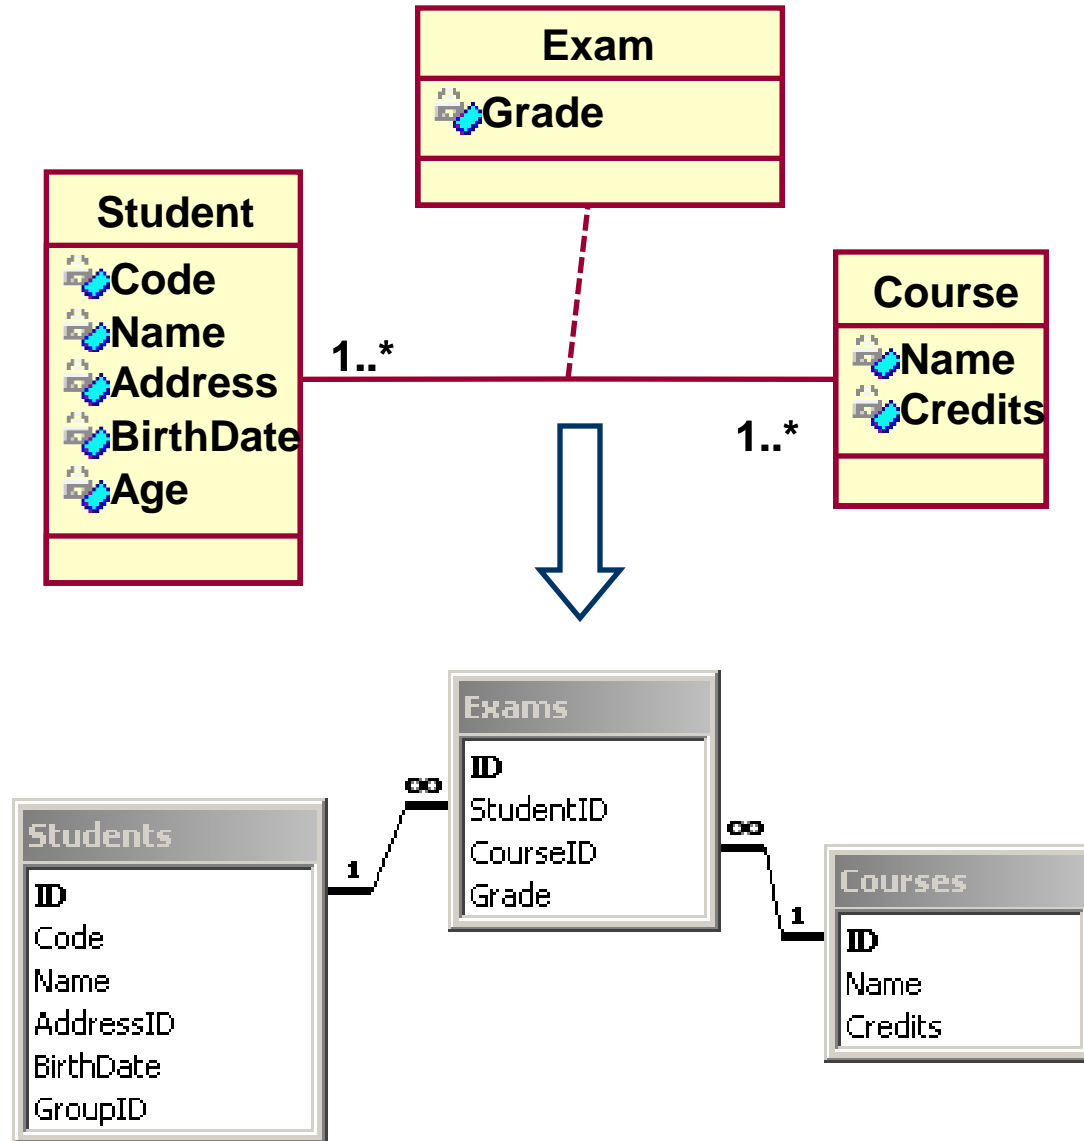 Exam
Grade
Student
Code
Name
Address
BirthDate
Age
1..*
1..*
Course
Name
Credits
Exams
ID
StudentID
CourseID
Grade
∞
1
Students
ID
Code
Name
AddressID
BirthDate
GroupID
∞
1
Courses
ID
Name
Credits